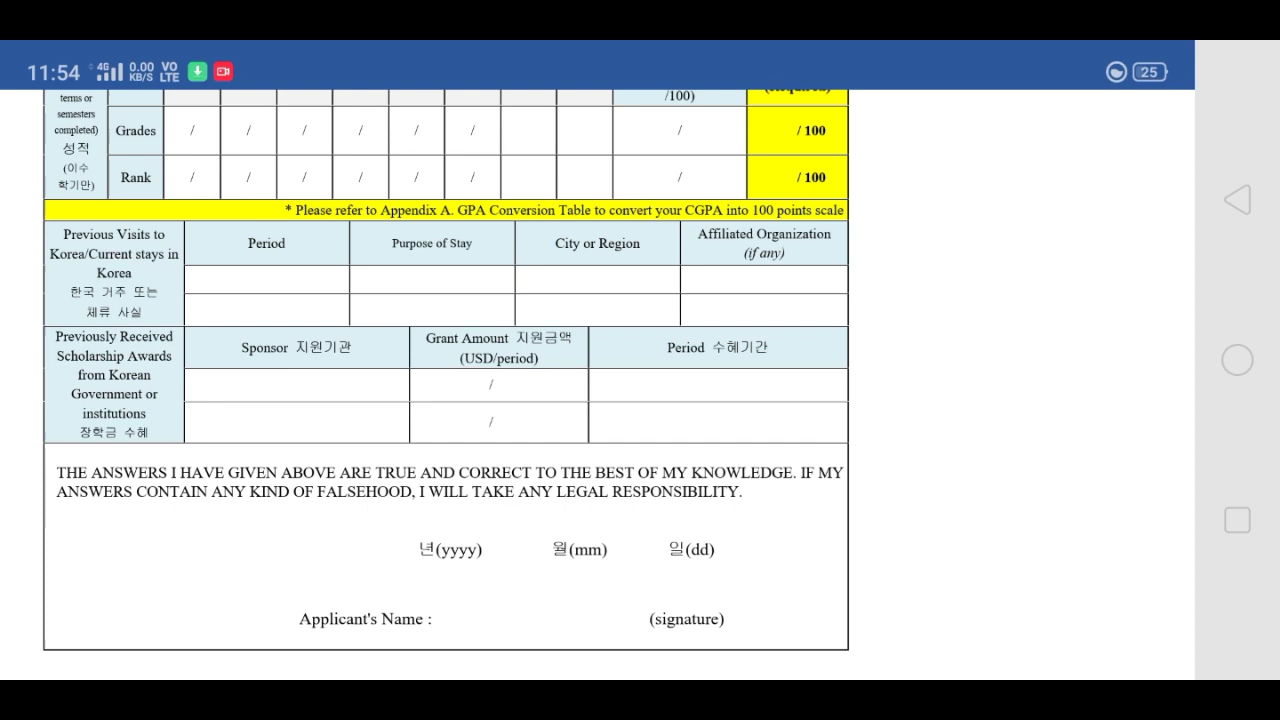 11:54 4G 0.00 KB/S VO LTE 25
terms or
semesters
completed)
성적
(이수
학기만)
/100)
(Required)
Grades / / / / / / / / 100
Rank / / / / / / / / 100
* Please refer to Appendix A. GPA Conversion Table to convert your CGPA into 100 points scale
Previous Visits to
Korea/Current stays in
Korea
한국 거주 또는
체류 사실
Period
Purpose of Stay
City or Region
Affiliated Organization
(if any)
Previously Received
Scholarship Awards
from Korean
Government or
institutions
장학금 수혜
Sponsor 지원기관
Grant Amount 지원금액
(USD/period)
Period 수혜기간
/
/
THE ANSWERS I HAVE GIVEN ABOVE ARE TRUE AND CORRECT TO THE BEST OF MY KNOWLEDGE. IF MY
ANSWERS CONTAIN ANY KIND OF FALSEHOOD, I WILL TAKE ANY LEGAL RESPONSIBILITY.
년(yyyy) 월(mm) 일(dd)
Applicant's Name : (signature)